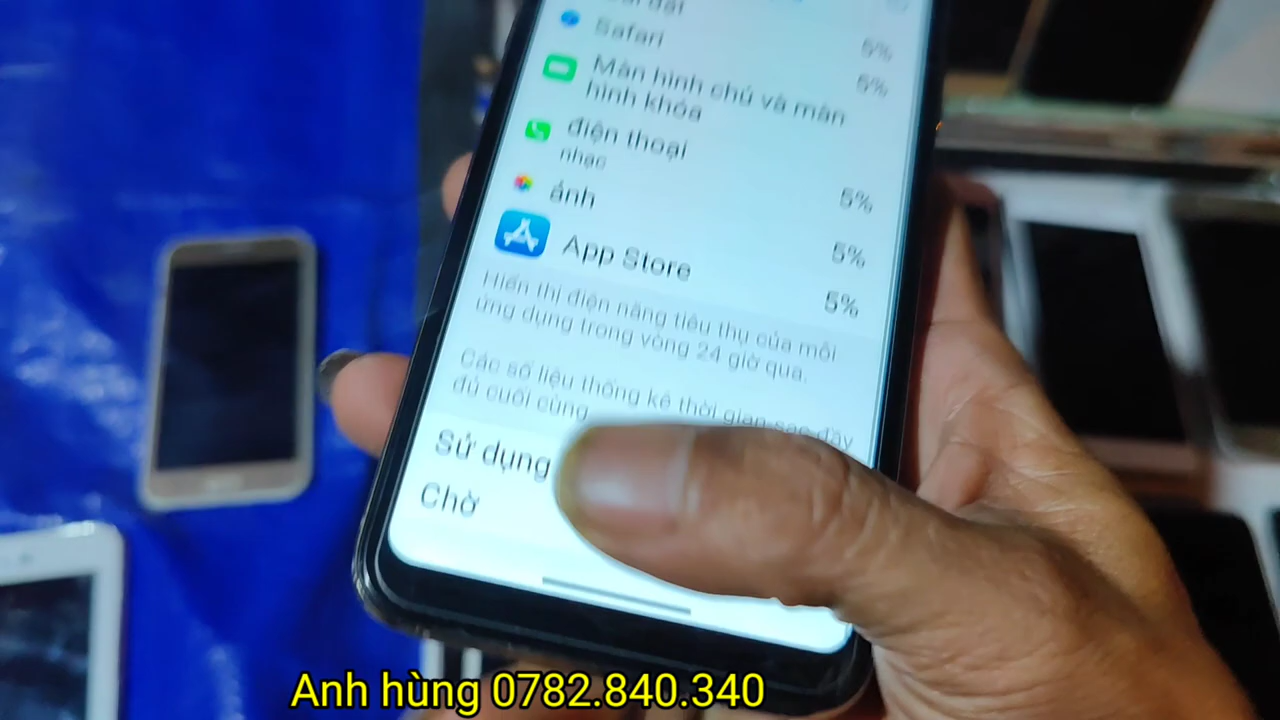 Safari
5%
Màn hình chủ và màn
hình khóa
5%
điện thoại
nhạc
ảnh
5%
App Store
5%
5%
Hiển thị điện năng tiêu thụ của mỗi
ứng dụng trong vòng 24 giờ qua.
Các số liệu thống kê thời gian sạc đầy
đủ cuối cùng
Sử dụng
Chờ
Anh hùng 0782.840.340